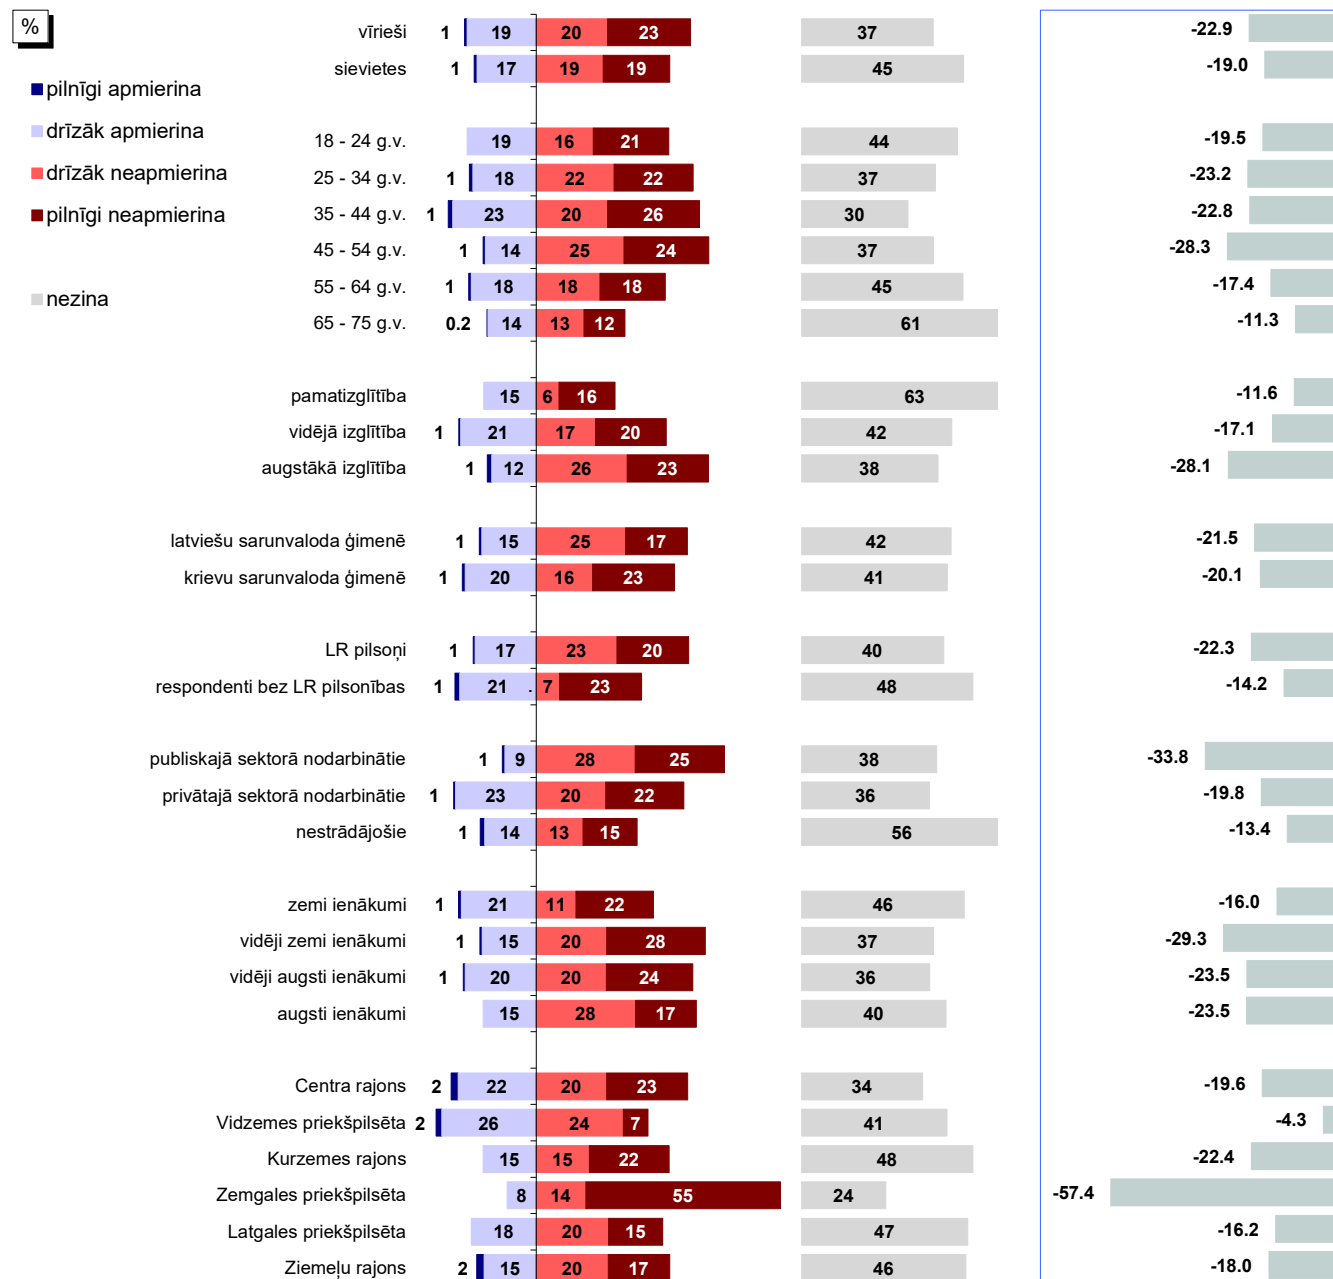 %
pilnīgi apmierina
drīzāk apmierina
drīzāk neapmierina
pilnīgi neapmierina
nezina
vīrieši 1 19 20 23 37 -22.9
sievietes 1 17 19 19 45 -19.0
18 - 24 g.v. 19 16 21 44 -19.5
25 - 34 g.v. 1 18 22 22 37 -23.2
35 - 44 g.v. 1 23 20 26 30 -22.8
45 - 54 g.v. 1 14 25 24 37 -28.3
55 - 64 g.v. 1 18 18 18 45 -17.4
65 - 75 g.v. 0.2 14 13 12 61 -11.3
pamatizglītība 15 6 16 63 -11.6
vidējā izglītība 1 21 17 20 42 -17.1
augstākā izglītība 1 12 26 23 38 -28.1
latviešu sarunvaloda ģimenē 1 15 25 17 42 -21.5
krievu sarunvaloda ģimenē 1 20 16 23 41 -20.1
LR pilsoņi 1 17 23 20 40 -22.3
respondenti bez LR pilsonības 1 21 . 7 23 48 -14.2
publiskajā sektorā nodarbinātie 1 9 28 25 38 -33.8
privātajā sektorā nodarbinātie 1 23 20 22 36 -19.8
nestrādājošie 1 14 13 15 56 -13.4
zemi ienākumi 1 21 11 22 46 -16.0
vidēji zemi ienākumi 1 15 20 28 37 -29.3
vidēji augsti ienākumi 1 20 20 24 36 -23.5
augsti ienākumi 15 28 17 40 -23.5
Centra rajons 2 22 20 23 34 -19.6
Vidzemes priekšpilsēta 2 26 24 7 41 -4.3
Kurzemes rajons 15 15 22 48 -22.4
Zemgales priekšpilsēta 8 14 55 24 -57.4
Latgales priekšpilsēta 18 20 15 47 -16.2
Ziemeļu rajons 2 15 20 17 46 -18.0